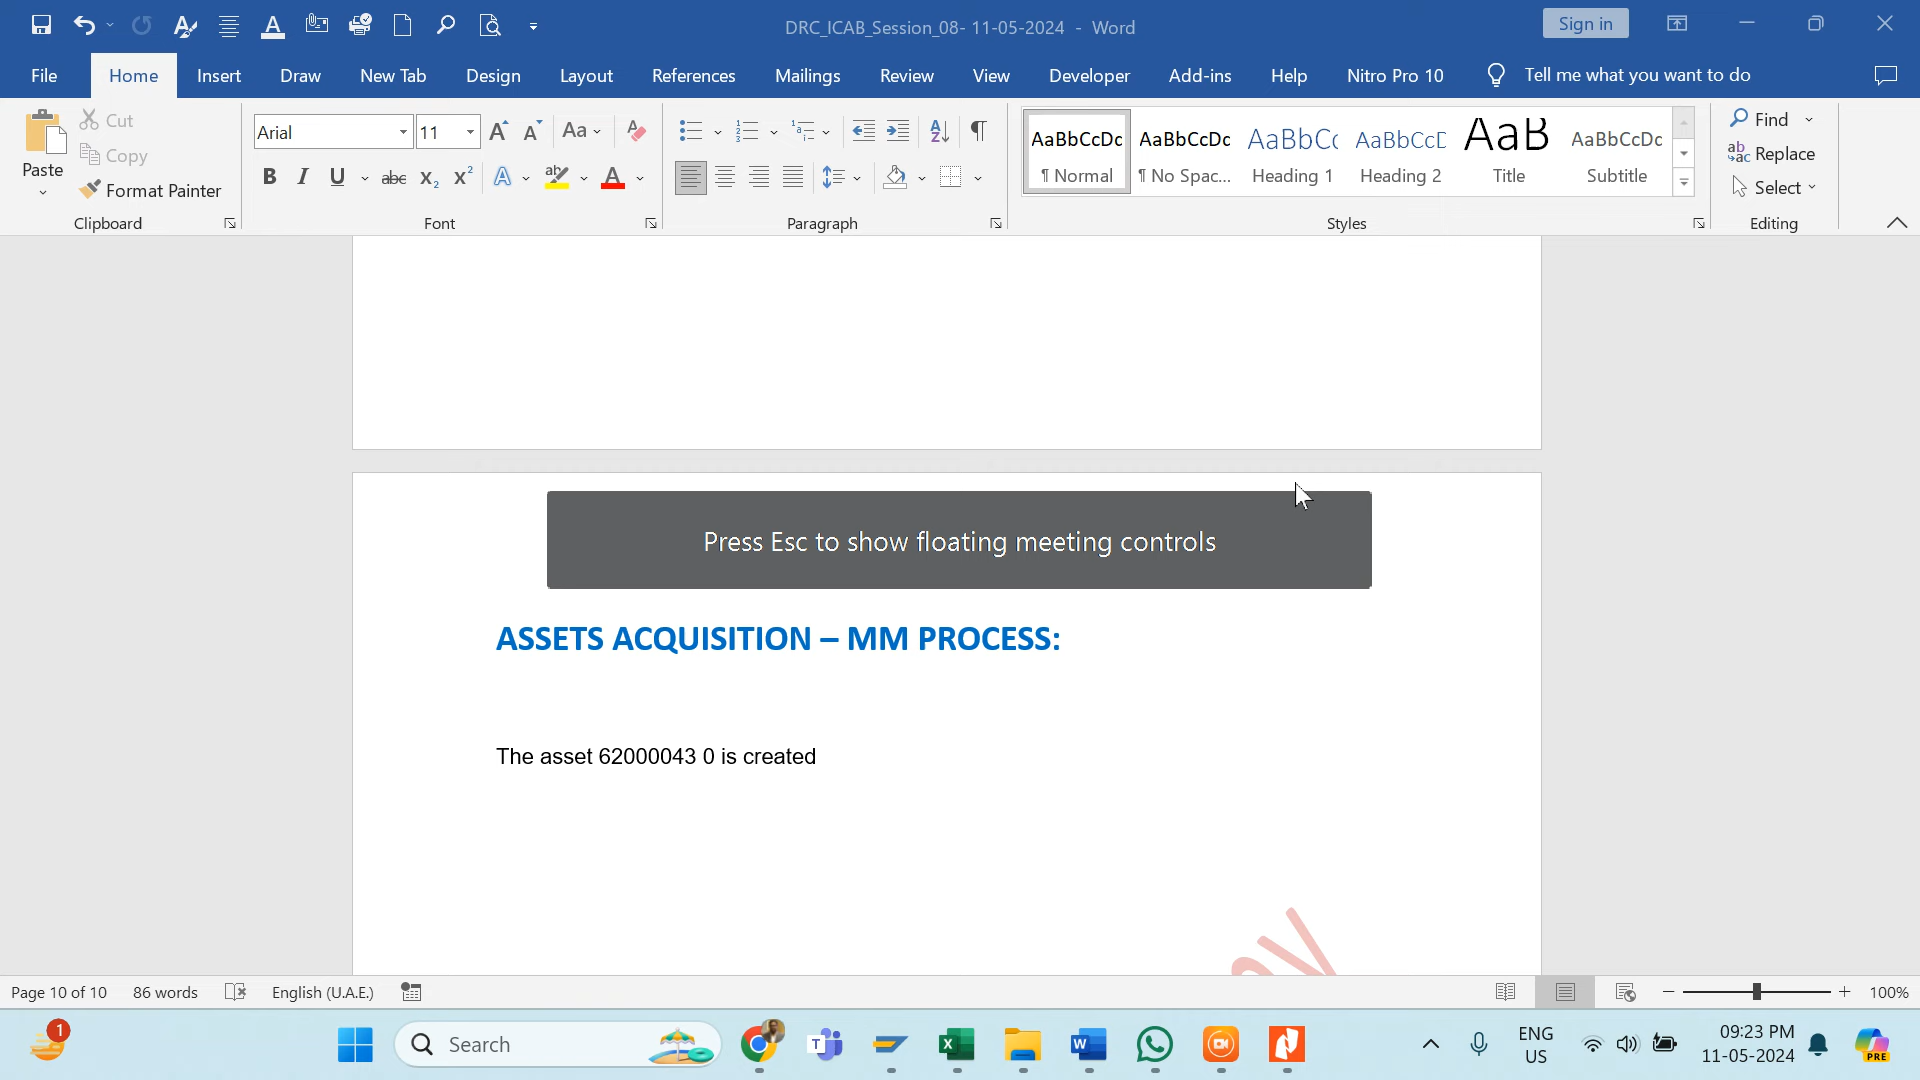 DRC_ICAB_Session_08- 11-05-2024 - Word
Sign in
File Home Insert Draw New Tab Design Layout References Mailings Review View Developer Add-ins Help Nitro Pro 10 Tell me what you want to do
Paste
Cut
Copy
Format Painter
Clipboard
Arial 11
Font
Paragraph
AaBbCcDc AaBbCcDc AaBbCc AaBbCcD AaB AaBbCcDc
¶ Normal ¶ No Spac... Heading 1 Heading 2 Title Subtitle
Styles
Find
Replace
Select
Editing
Press Esc to show floating meeting controls
ASSETS ACQUISITION – MM PROCESS:
The asset 62000043 0 is created
Page 10 of 10 86 words English (U.A.E.) 100%
1
Search
ENG
US
09:23 PM
11-05-2024
PRE